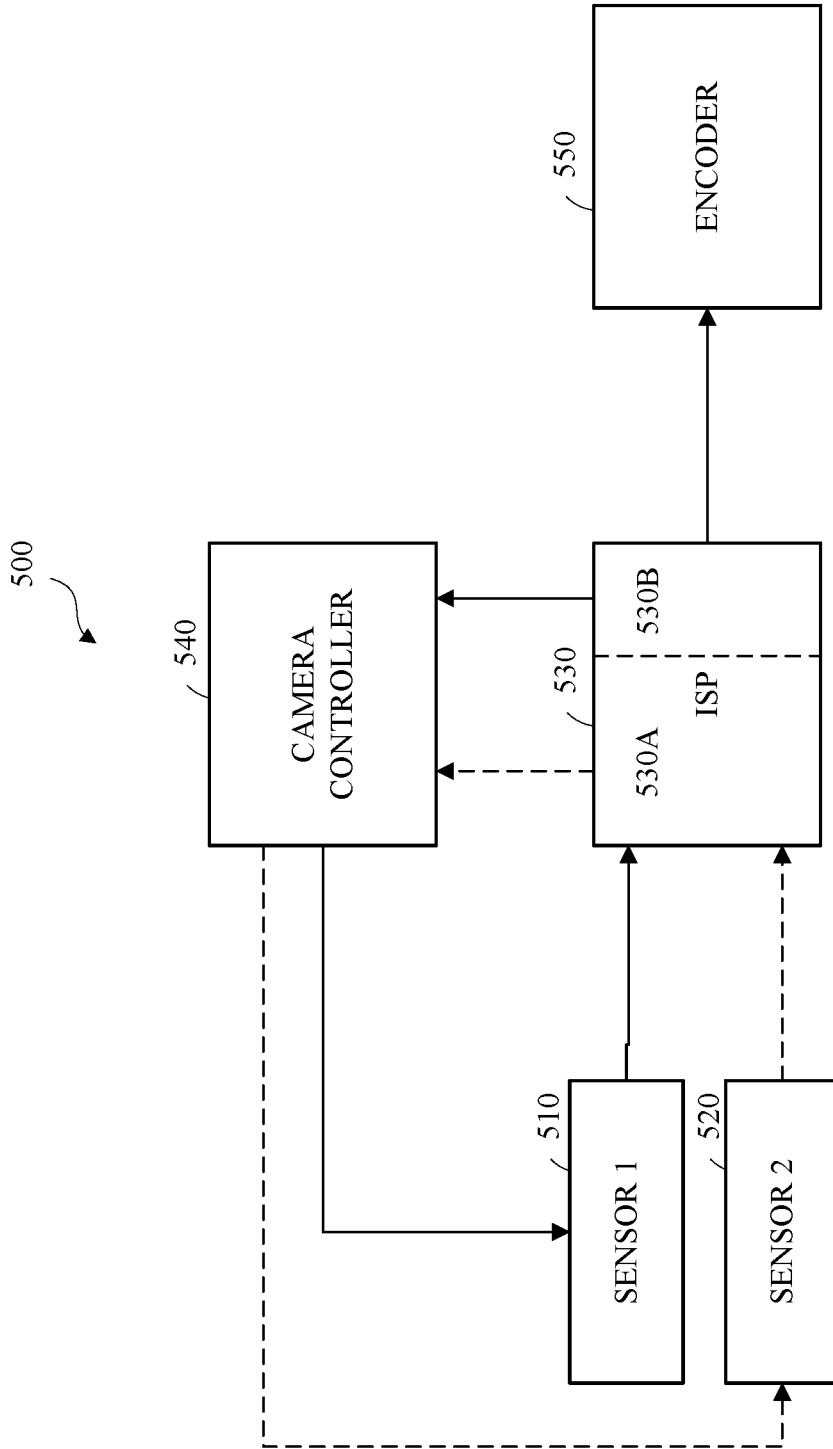 500
540
CAMERA
CONTROLLER
510
SENSOR 1
520
SENSOR 2
530
530A
530B
ISP
550
ENCODER